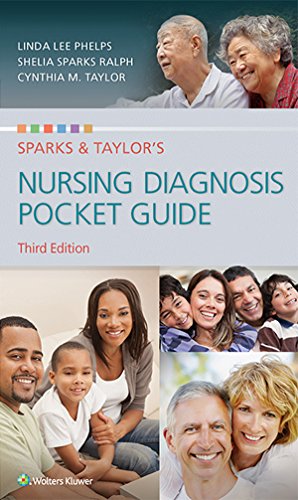 LINDA LEE PHELPS
SHELIA SPARKS RALPH
CYNTHIA M. TAYLOR
SPARKS & TAYLOR'S
NURSING DIAGNOSIS
POCKET GUIDE
Third Edition
Wolters Kluwer